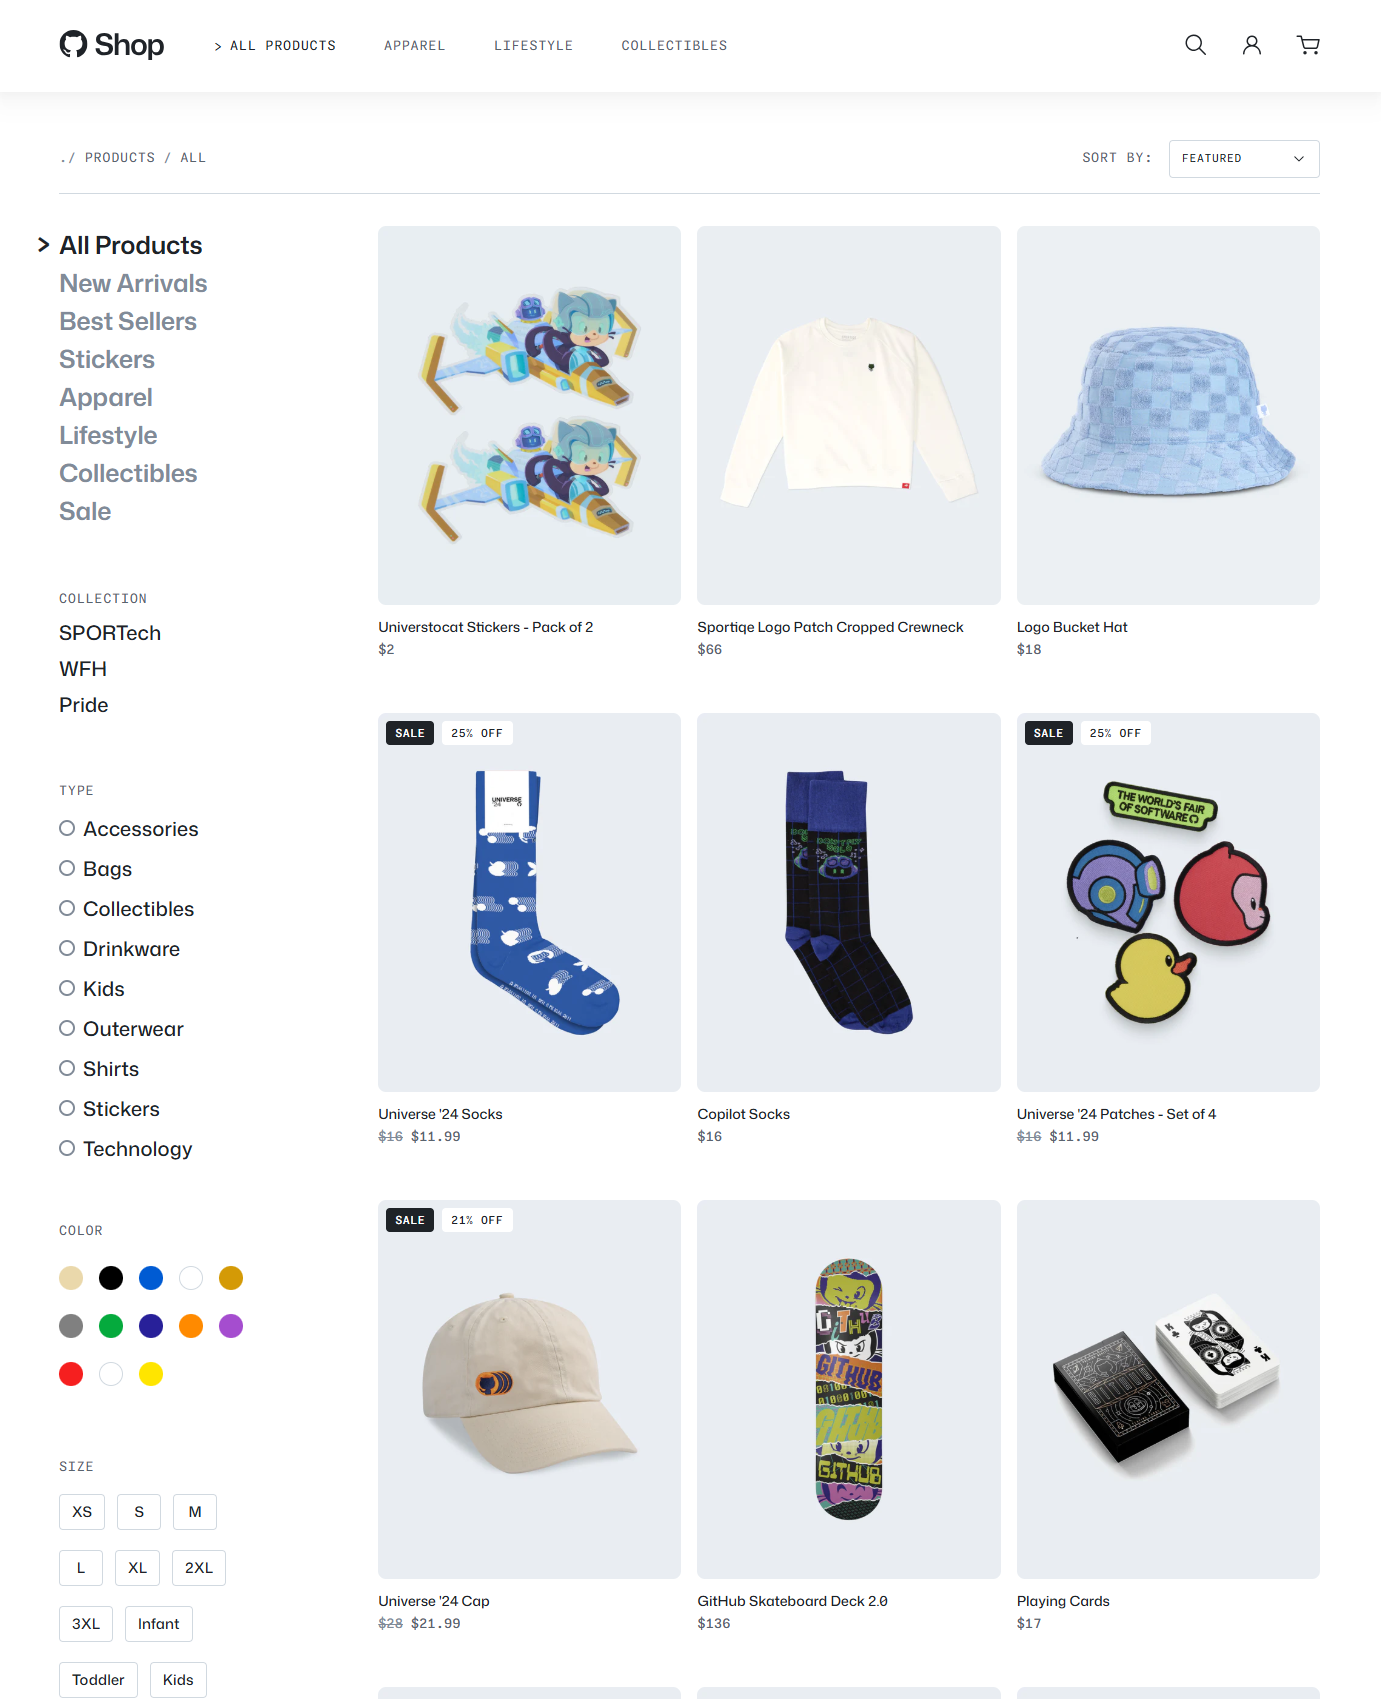 Shop
> ALL PRODUCTS
APPAREL
LIFESTYLE
COLLECTIBLES
./ PRODUCTS / ALL
SORT BY:
FEATURED
> All Products
New Arrivals
Best Sellers
Stickers
Apparel
Lifestyle
Collectibles
Sale
COLLECTION
SPORTech
WFH
Pride
TYPE
Accessories
Bags
Collectibles
Drinkware
Kids
Outerwear
Shirts
Stickers
Technology
COLOR
SIZE
XS
S
M
L
XL
2XL
3XL
Infant
Toddler
Kids
Universtocat Stickers - Pack of 2
$2
Sportiqe Logo Patch Cropped Crewneck
$66
Logo Bucket Hat
$18
SALE
25% OFF
UNIVERSE
'24
Universe '24 Socks
$16 $11.99
Copilot Socks
$16
SALE
25% OFF
THE WORLD'S FAIR
OF SOFTWARE
Universe '24 Patches - Set of 4
$16 $11.99
SALE
21% OFF
Universe '24 Cap
$28 $21.99
GITHUB
GITHUB
GITHUB
GitHub Skateboard Deck 2.0
$136
K
K
Playing Cards
$17